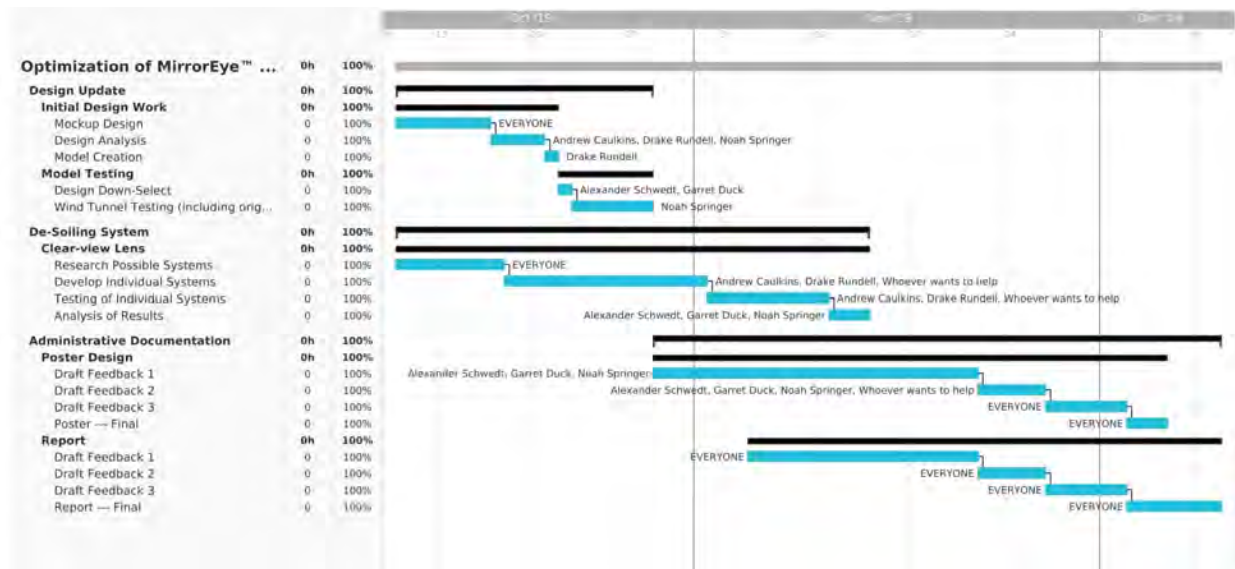 Optimization of MirrorEye™ ... 0h 100%
Design Update 0h 100%
Initial Design Work 0h 100%
Mockup Design 0 100% EVERYONE
Design Analysis 0 100% Andrew Caulkins, Drake Rundell, Noah Springer
Model Creation 0 100% Drake Rundell
Model Testing 0h 100%
Design Down-Select 0 100% Alexander Schwedt, Garret Duck
Wind Tunnel Testing (including orig... 0 100% Noah Springer
De-Soiling System 0h 100%
Clear-view Lens 0h 100%
Research Possible Systems 0 100% EVERYONE
Develop Individual Systems 0 100% Andrew Caulkins, Drake Rundell, Whoever wants to help
Testing of Individual Systems 0 100% Andrew Caulkins, Drake Rundell, Whoever wants to help
Analysis of Results 0 100% Alexander Schwedt, Garret Duck, Noah Springer
Administrative Documentation 0h 100%
Poster Design 0h 100%
Draft Feedback 1 0 100% Alexander Schwedt, Garret Duck, Noah Springer
Draft Feedback 2 0 100% Alexander Schwedt, Garret Duck, Noah Springer, Whoever wants to help
Draft Feedback 3 0 100% EVERYONE
Poster — Final 0 100% EVERYONE
Report 0h 100%
Draft Feedback 1 0 100% EVERYONE
Draft Feedback 2 0 100% EVERYONE
Draft Feedback 3 0 100% EVERYONE
Report — Final 0 100% EVERYONE